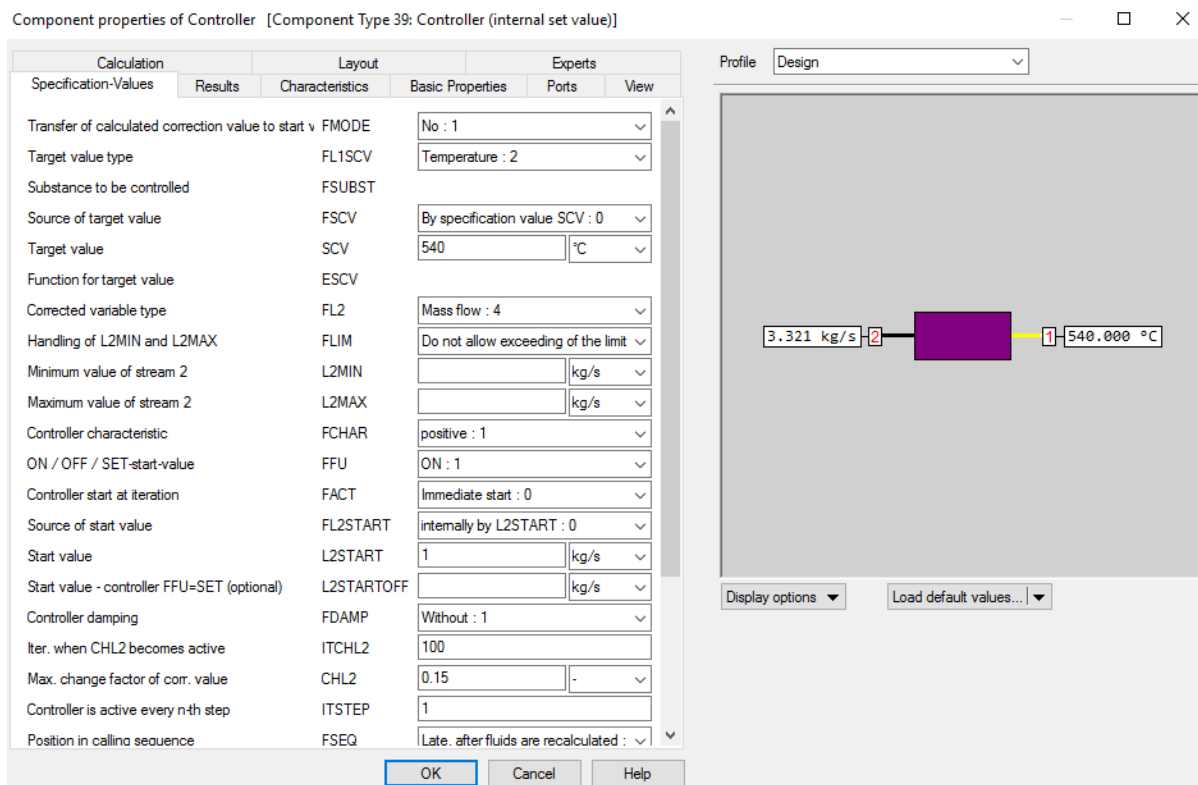 Component properties of Controller [Component Type 39: Controller (internal set value)]
Calculation Layout Experts
Specification-Values Results Characteristics Basic Properties Ports View
Transfer of calculated correction value to start v FMODE No : 1
Target value type FL1SCV Temperature : 2
Substance to be controlled FSUBST
Source of target value FSCV By specification value SCV : 0
Target value SCV 540 °C
Function for target value ESCV
Corrected variable type FL2 Mass flow : 4
Handling of L2MIN and L2MAX FLIM Do not allow exceeding of the limit
Minimum value of stream 2 L2MIN kg/s
Maximum value of stream 2 L2MAX kg/s
Controller characteristic FCHAR positive : 1
ON / OFF / SET-start-value FFU ON : 1
Controller start at iteration FACT Immediate start : 0
Source of start value FL2START internally by L2START : 0
Start value L2START 1 kg/s
Start value - controller FFU=SET (optional) L2STARTOFF kg/s
Controller damping FDAMP Without : 1
Iter. when CHL2 becomes active ITCHL2 100
Max. change factor of corr. value CHL2 0.15 -
Controller is active every n-th step ITSTEP 1
Position in calling sequence FSEQ Late, after fluids are recalculated :
OK Cancel Help
Profile Design
3.321 kg/s 2 1 540.000 °C
Display options Load default values...